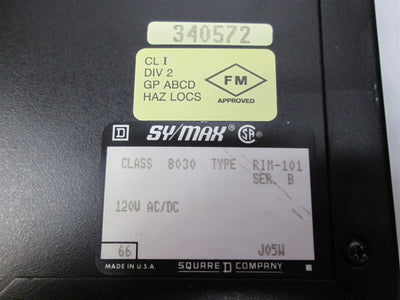 340572
CL I
DIV 2
GP ABCD
HAZ LOCS
FM
APPROVED
D SY/MAX® SA
CLASS 8030 TYPE RIM-101
SER. B
120V AC/DC
66 J05W
MADE IN U.S.A. SQUARE D COMPANY